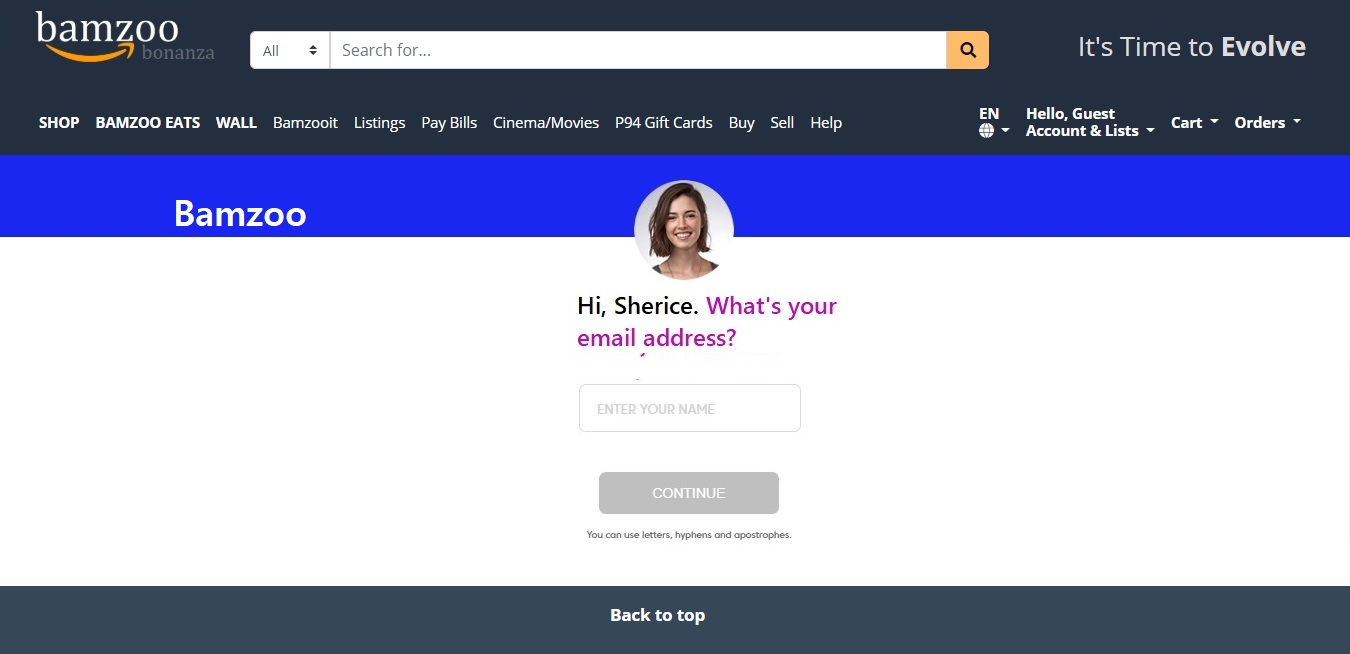 bamzoo
bonanza
All
Search for...
It's Time to Evolve
SHOP BAMZOO EATS WALL Bamzooit Listings Pay Bills Cinema/Movies P94 Gift Cards Buy Sell Help
EN
Hello, Guest
Account & Lists
Cart
Orders
Bamzoo
Hi, Sherice. What's your
email address?
ENTER YOUR NAME
CONTINUE
You can use letters, hyphens and apostrophes.
Back to top